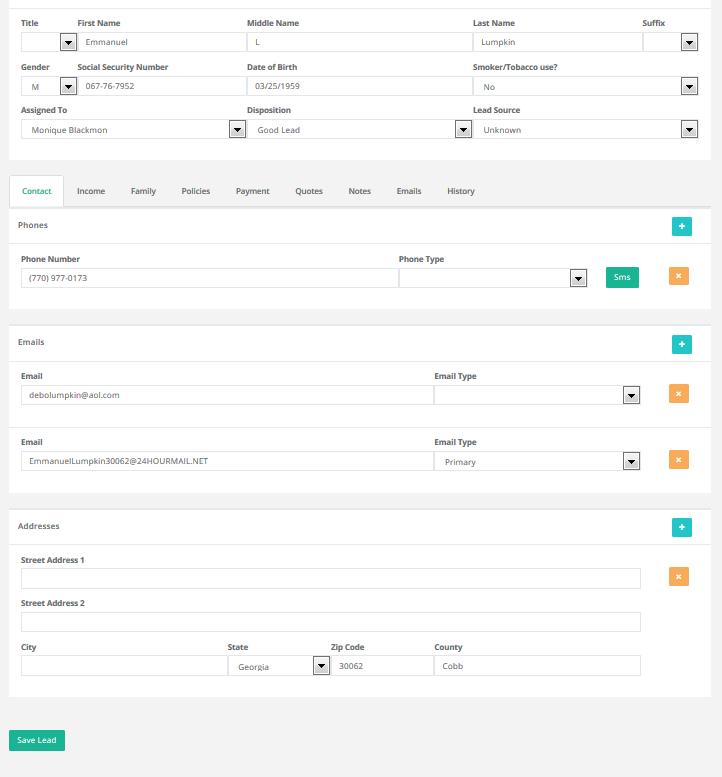 Title First Name Middle Name Last Name Suffix
Emmanuel L Lumpkin
Gender Social Security Number Date of Birth Smoker/Tobacco use?
M 067-76-7952 03/25/1959 No
Assigned To Disposition Lead Source
Monique Blackmon Good Lead Unknown
Contact Income Family Policies Payment Quotes Notes Emails History
Phones +
Phone Number Phone Type
(770) 977-0173 Sms ×
Emails +
Email Email Type
debolumpkin@aol.com ×
Email Email Type
EmmanuelLumpkin30062@24HOURMAIL.NET Primary ×
Addresses +
Street Address 1
×
Street Address 2
City State Zip Code County
Georgia 30062 Cobb
Save Lead